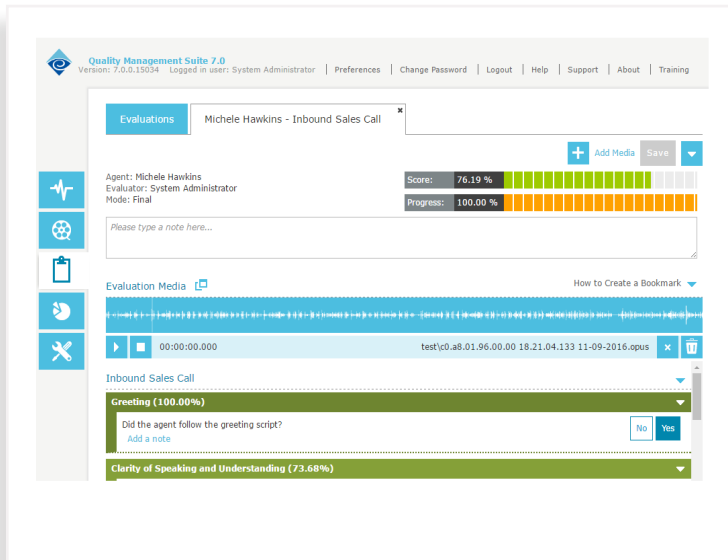 Quality Management Suite 7.0
Version: 7.0.0.15034 Logged in user: System Administrator | Preferences | Change Password | Logout | Help | Support | About | Training
Evaluations
Michele Hawkins - Inbound Sales Call
Add Media
Save
Agent: Michele Hawkins
Evaluator: System Administrator
Mode: Final
Score: 76.19 %
Progress: 100.00 %
Please type a note here...
Evaluation Media
How to Create a Bookmark
00:00:00.000
test\c0.a8.01.96.00.00 18.21.04.133 11-09-2016.opus
Inbound Sales Call
Greeting (100.00%)
Did the agent follow the greeting script?
No Yes
Add a note
Clarity of Speaking and Understanding (73.68%)